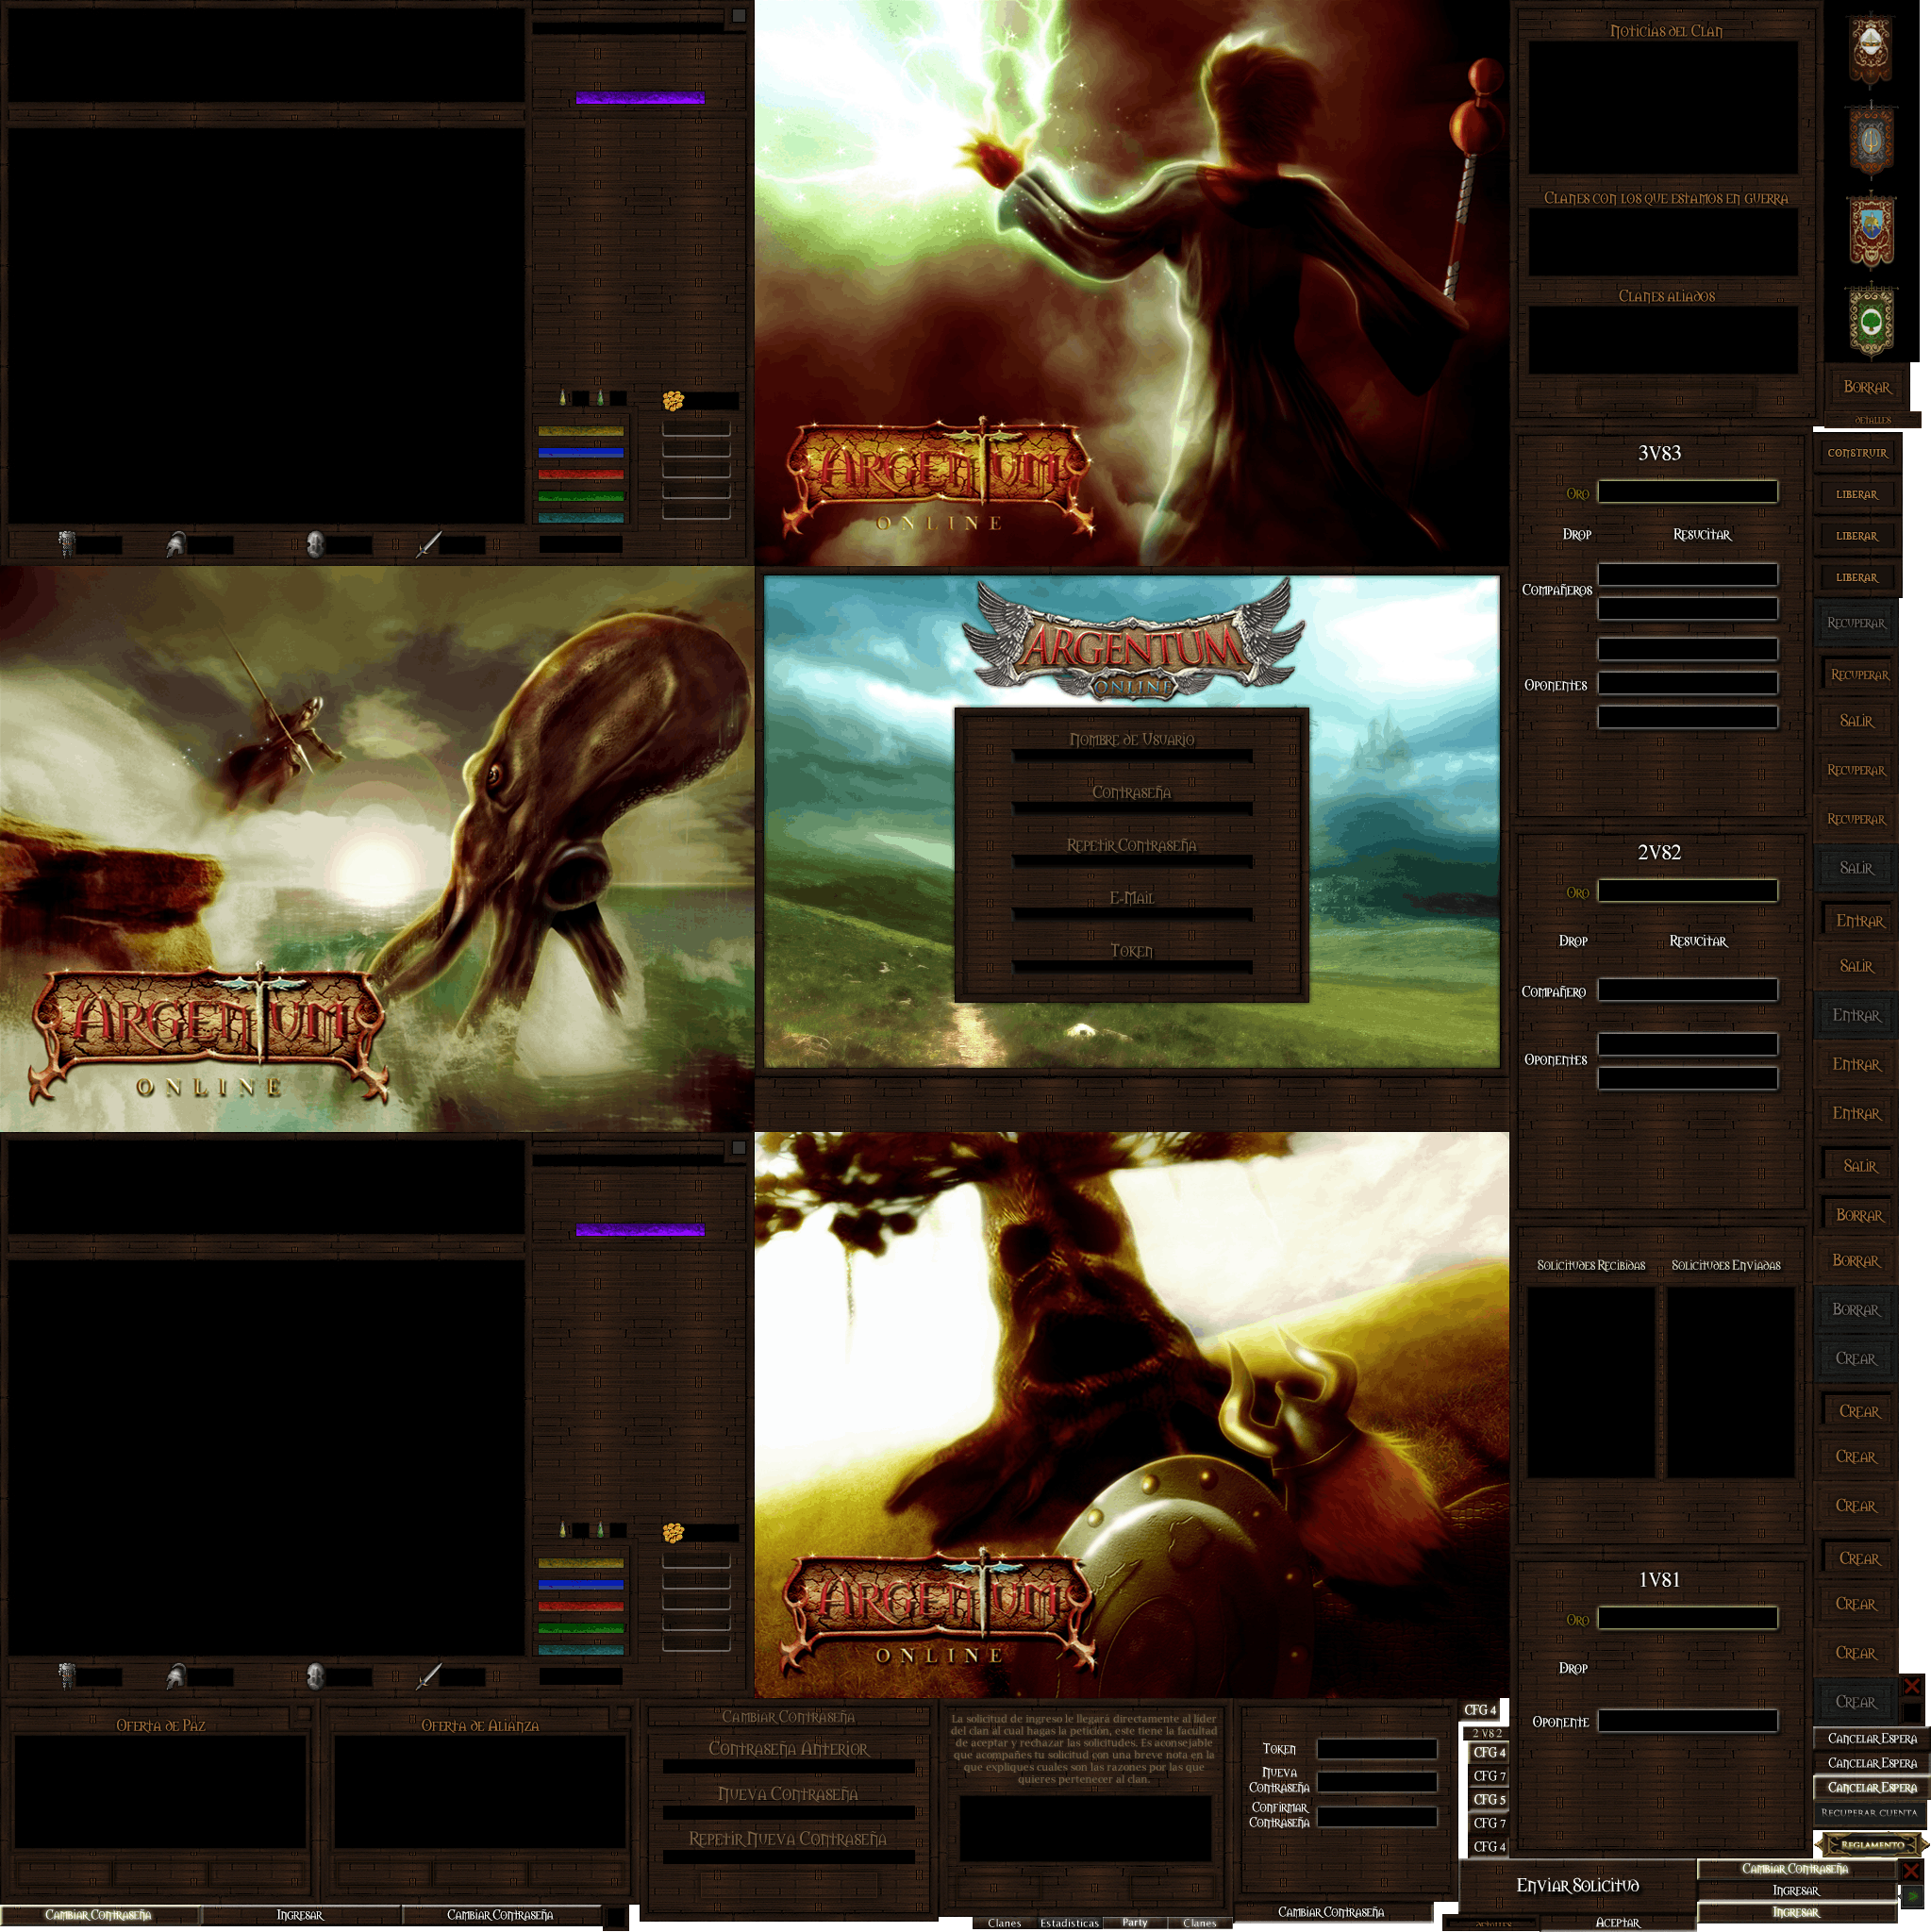 Noticias del Clan
Clanes con los que estamos en guerra
Clanes aliados
Borrar
detalles
Argentum
ONLINE
3v83
Oro
Drop
Resucitar
Compañeros
Oponentes
construir
liberar
liberar
liberar
Recuperar
Recuperar
Salir
Recuperar
Recuperar
Argentum
ONLINE
ARGENTUM
ONLINE
Nombre de Usuario
Contraseña
Repetir Contraseña
E-Mail
Token
2v82
Oro
Drop
Resucitar
Compañero
Oponentes
Salir
Entrar
Salir
Entrar
Entrar
Entrar
Salir
Borrar
Borrar
Borrar
Crear
Crear
Crear
Crear
Crear
Crear
Crear
Crear
Solicitudes Recibidas
Solicitudes Enviadas
Argentum
ONLINE
1v81
Oro
Drop
Oponente
Oferta de Paz
Oferta de Alianza
Cambiar Contraseña
Contraseña Anterior
Nueva Contraseña
Repetir Nueva Contraseña
La solicitud de ingreso le llegará directamente al líder
del clan al cual hagas la petición, este tiene la facultad
de aceptar y rechazar las solicitudes. Es aconsejable
que acompañes tu solicitud con una breve nota en la
que expliques cuales son las razones por las que
quieres pertenecer al clan.
Token
Nueva
Contraseña
Confirmar
Contraseña
CFG 4
2 v8 2
CFG 4
CFG 7
CFG 5
CFG 7
CFG 4
Cancelar Espera
Cancelar Espera
Cancelar Espera
Recuperar cuenta
Reglamento
Enviar Solicitud
Cambiar Contraseña
Ingresar
Ingresar
Cambiar Contraseña
Ingresar
Cambiar Contraseña
Clanes
Estadisticas
Party
Clanes
Cambiar Contraseña
Aceptar